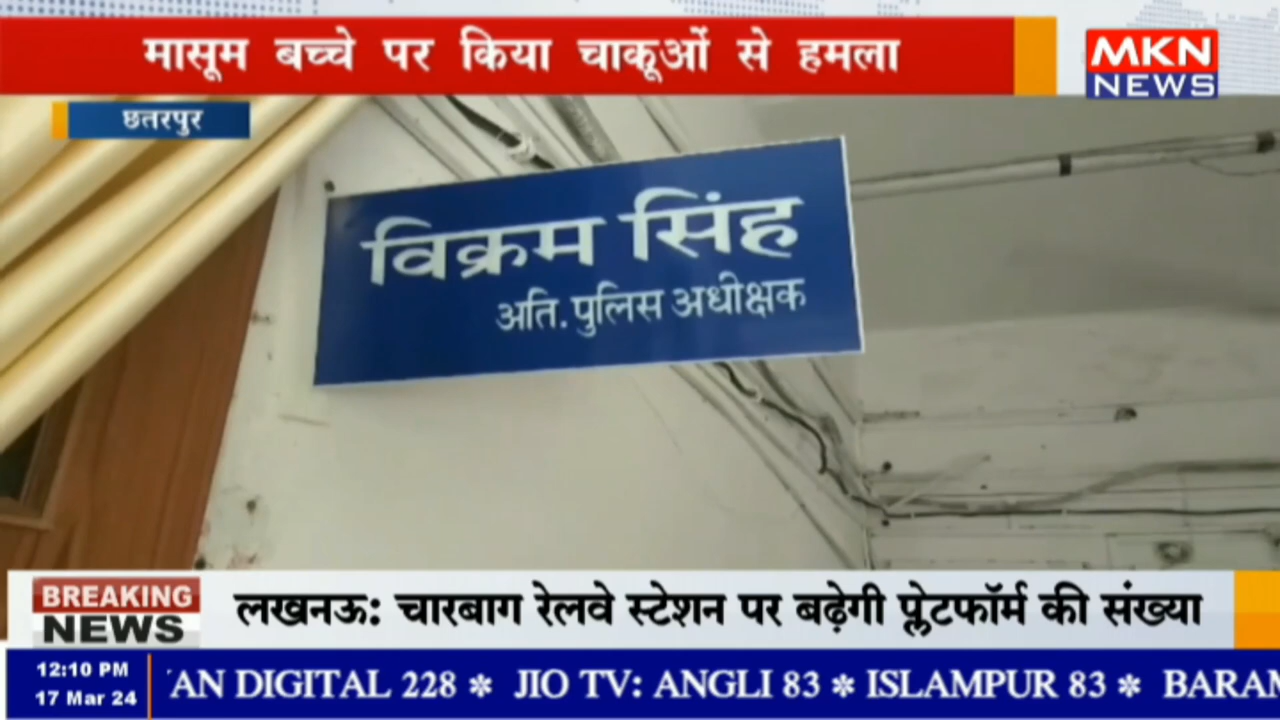 मासूम बच्चे पर किया चाकूओं से हमला
MKN
NEWS
छतरपुर
विक्रम सिंह
अति. पुलिस अधीक्षक
BREAKING
NEWS
लखनऊ: चारबाग रेलवे स्टेशन पर बढ़ेगी प्लेटफॉर्म की संख्या
12:10 PM
17 Mar 24
AN DIGITAL 228 * JIO TV: ANGLI 83 * ISLAMPUR 83 *